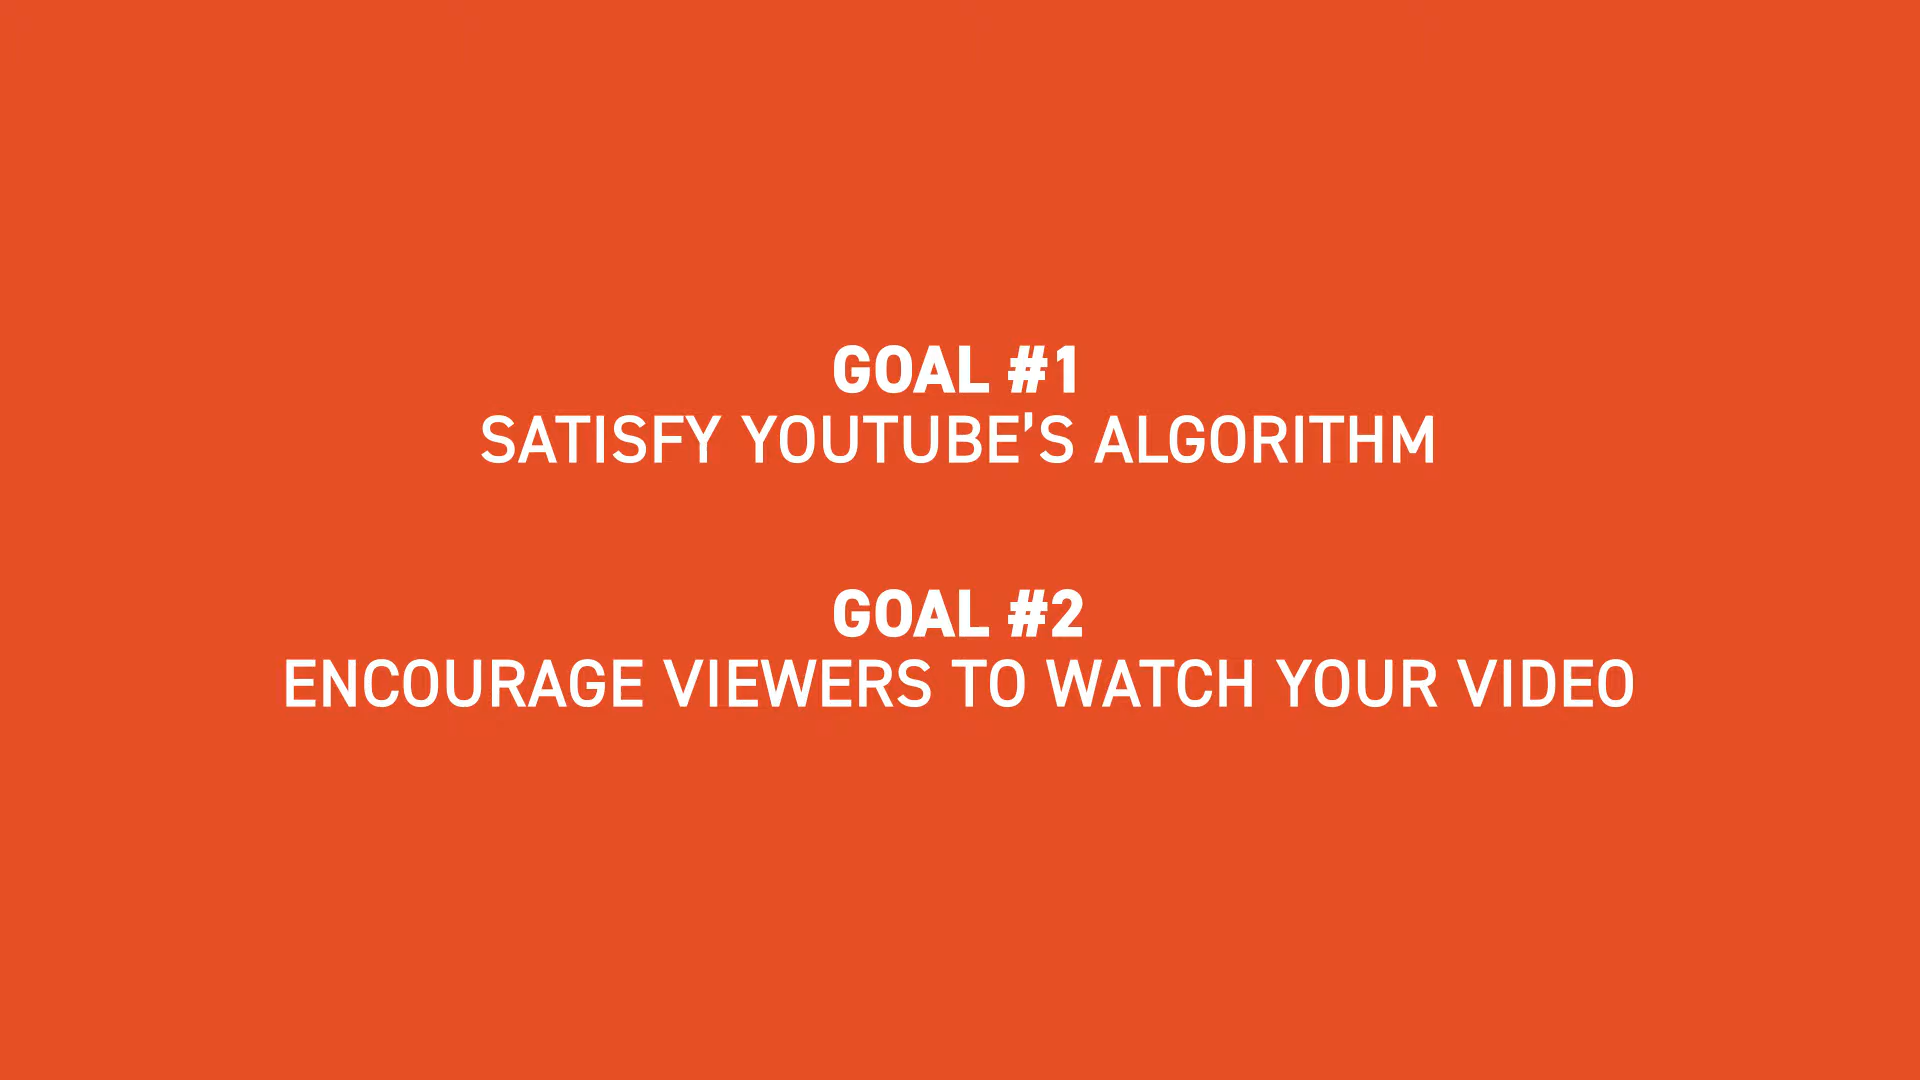 GOAL #1
SATISFY YOUTUBE'S ALGORITHM
GOAL #2
ENCOURAGE VIEWERS TO WATCH YOUR VIDEO